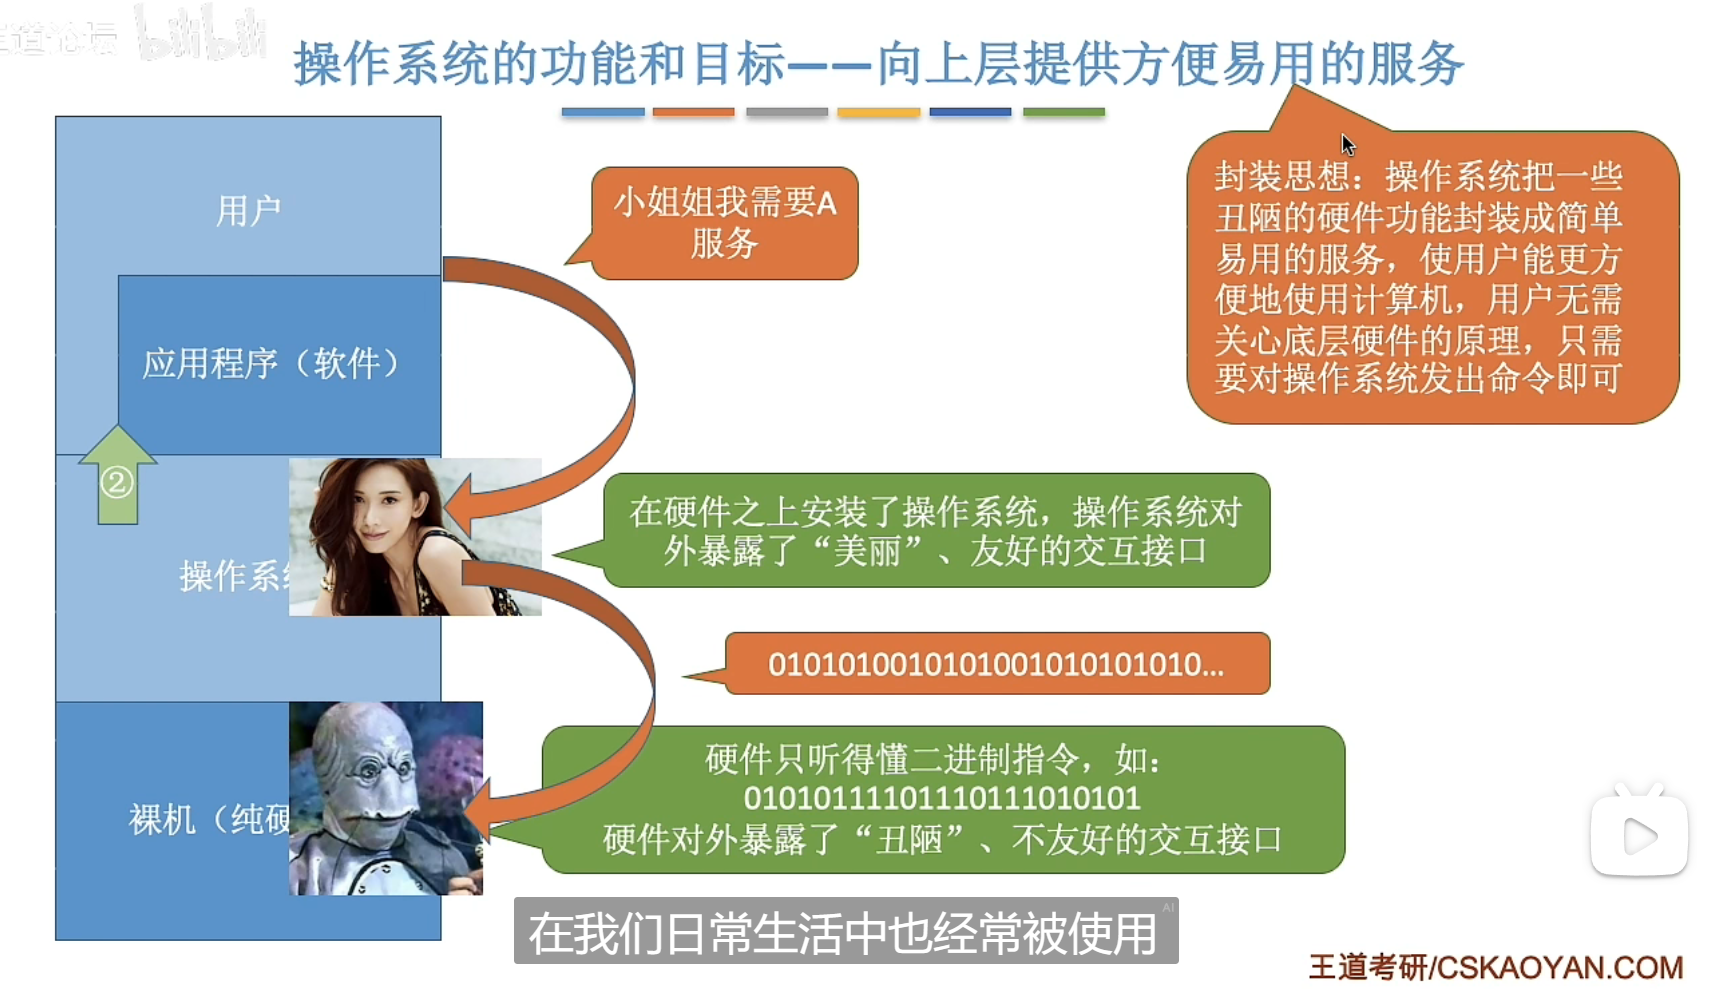 道论坛 bilibili
操作系统的功能和目标——向上层提供方便易用的服务
用户
小姐姐我需要A
服务
封装思想：操作系统把一些
丑陋的硬件功能封装成简单
易用的服务，使用户能更方
便地使用计算机，用户无需
关心底层硬件的原理，只需
要对操作系统发出命令即可
应用程序（软件）
②
在硬件之上安装了操作系统，操作系统对
外暴露了“美丽”、友好的交互接口
操作系
010101001010100101010101010...
硬件只听得懂二进制指令，如：
01010111101110111010101
硬件对外暴露了“丑陋”、不友好的交互接口
裸机（纯硬
AI
在我们日常生活中也经常被使用
王道考研/CSKAOYAN.COM